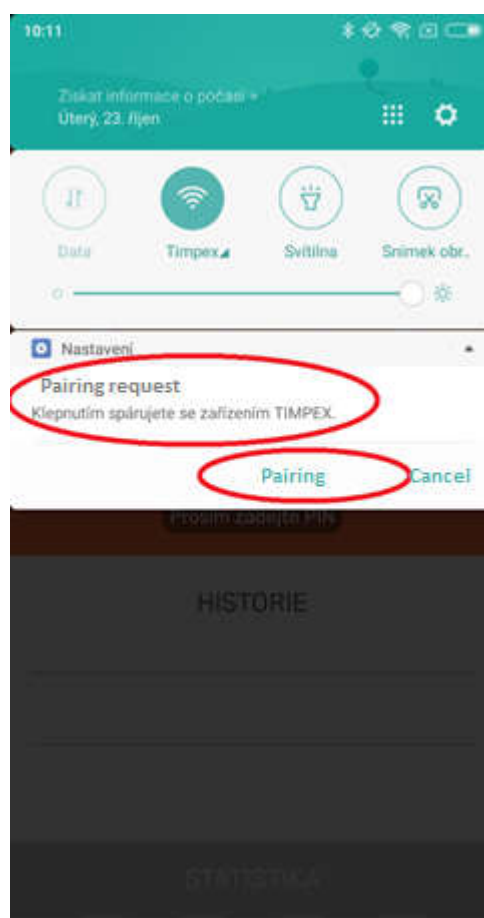 10:11
Získat informace o počasí >
Úterý, 23. říjen
Data
Timpex
Svítilna
Snímek obr.
Nastavení
Pairing request
Klepnutím spárujete se zařízením TIMPEX.
Pairing
Cancel
Prosím zadejte PIN
HISTORIE
STATISTIKA